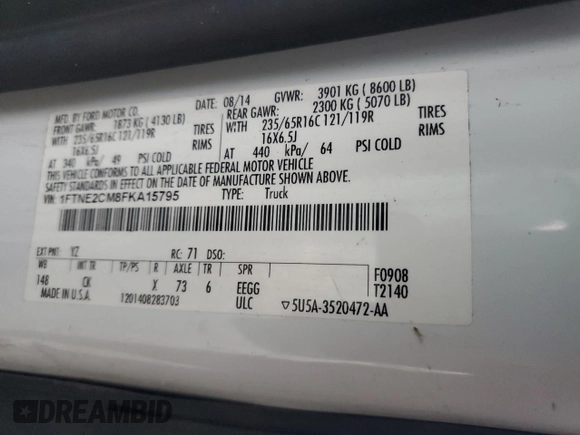 MFD. BY FORD MOTOR CO.
DATE: 08/14 GVWR: 3901 KG ( 8600 LB)
FRONT GAWR: 1873 KG ( 4130 LB) REAR GAWR: 2300 KG ( 5070 LB)
WITH 235/65R16C 121/119R TIRES WITH: 235/65R16C 121/119R TIRES
16X6.5J RIMS 16X6.5J RIMS
AT 340 kPa/ 49 PSI COLD AT 440 kPa/ 64 PSI COLD
THIS VEHICLE CONFORMS TO ALL APPLICABLE FEDERAL MOTOR VEHICLE
SAFETY STANDARDS IN EFFECT ON THE DATE OF MANUFACTURE SHOWN ABOVE.
VIN: 1FTNE2CM8FKA15795 TYPE: Truck
EXT PNT: YZ RC: 71 DSO:
WB INT TR TP/PS R AXLE TR SPR F0908
148 CK X 73 6 EEGG T2140
MADE IN U.S.A. 1201408283703 ULC ▽5U5A-3520472-AA
DREAMBID